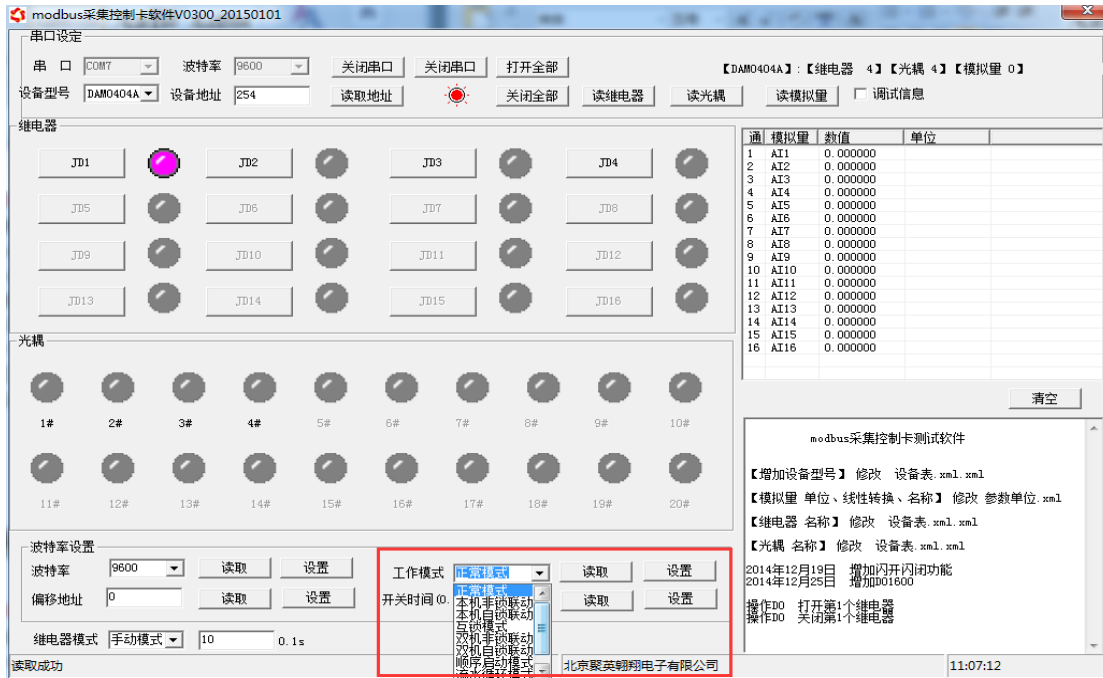 modbus采集控制卡软件V0300_20150101
串口设定
串 口 COM7 波特率 9600 关闭串口 关闭串口 打开全部
【DAM0404A】:【继电器 4】【光耦 4】【模拟量 0】
设备型号 DAM0404A 设备地址 254 读取地址 关闭全部 读继电器 读光耦 读模拟量 调试信息
继电器
JD1 JD2 JD3 JD4
JD5 JD6 JD7 JD8
JD9 JD10 JD11 JD12
JD13 JD14 JD15 JD16
通 模拟量 数值 单位
1 AI1 0.000000
2 AI2 0.000000
3 AI3 0.000000
4 AI4 0.000000
5 AI5 0.000000
6 AI6 0.000000
7 AI7 0.000000
8 AI8 0.000000
9 AI9 0.000000
10 AI10 0.000000
11 AI11 0.000000
12 AI12 0.000000
13 AI13 0.000000
14 AI14 0.000000
15 AI15 0.000000
16 AI16 0.000000
清空
光耦
1# 2# 3# 4# 5# 6# 7# 8# 9# 10#
11# 12# 13# 14# 15# 16# 17# 18# 19# 20#
modbus采集控制卡测试软件
【增加设备型号】 修改 设备表.xml.xml
【模拟量 单位、线性转换、名称】 修改 参数单位.xml
【继电器 名称】 修改 设备表.xml.xml
【光耦 名称】 修改 设备表.xml.xml
2014年12月19日 增加闪开闪闭功能
2014年12月25日 增加DO1600
操作DO 打开第1个继电器
操作DO 关闭第1个继电器
波特率设置
波特率 9600 读取 设置
偏移地址 0 读取 设置
继电器模式 手动模式 10 0.1s
工作模式 正常模式 读取 设置
开关时间(0. 读取 设置
正常模式
本机非锁联动
本机自锁联动
互锁模式
双机非锁联动
双机自锁联动
顺序启动模式
流水循环模式
读取成功
北京聚英翱翔电子有限公司
11:07:12